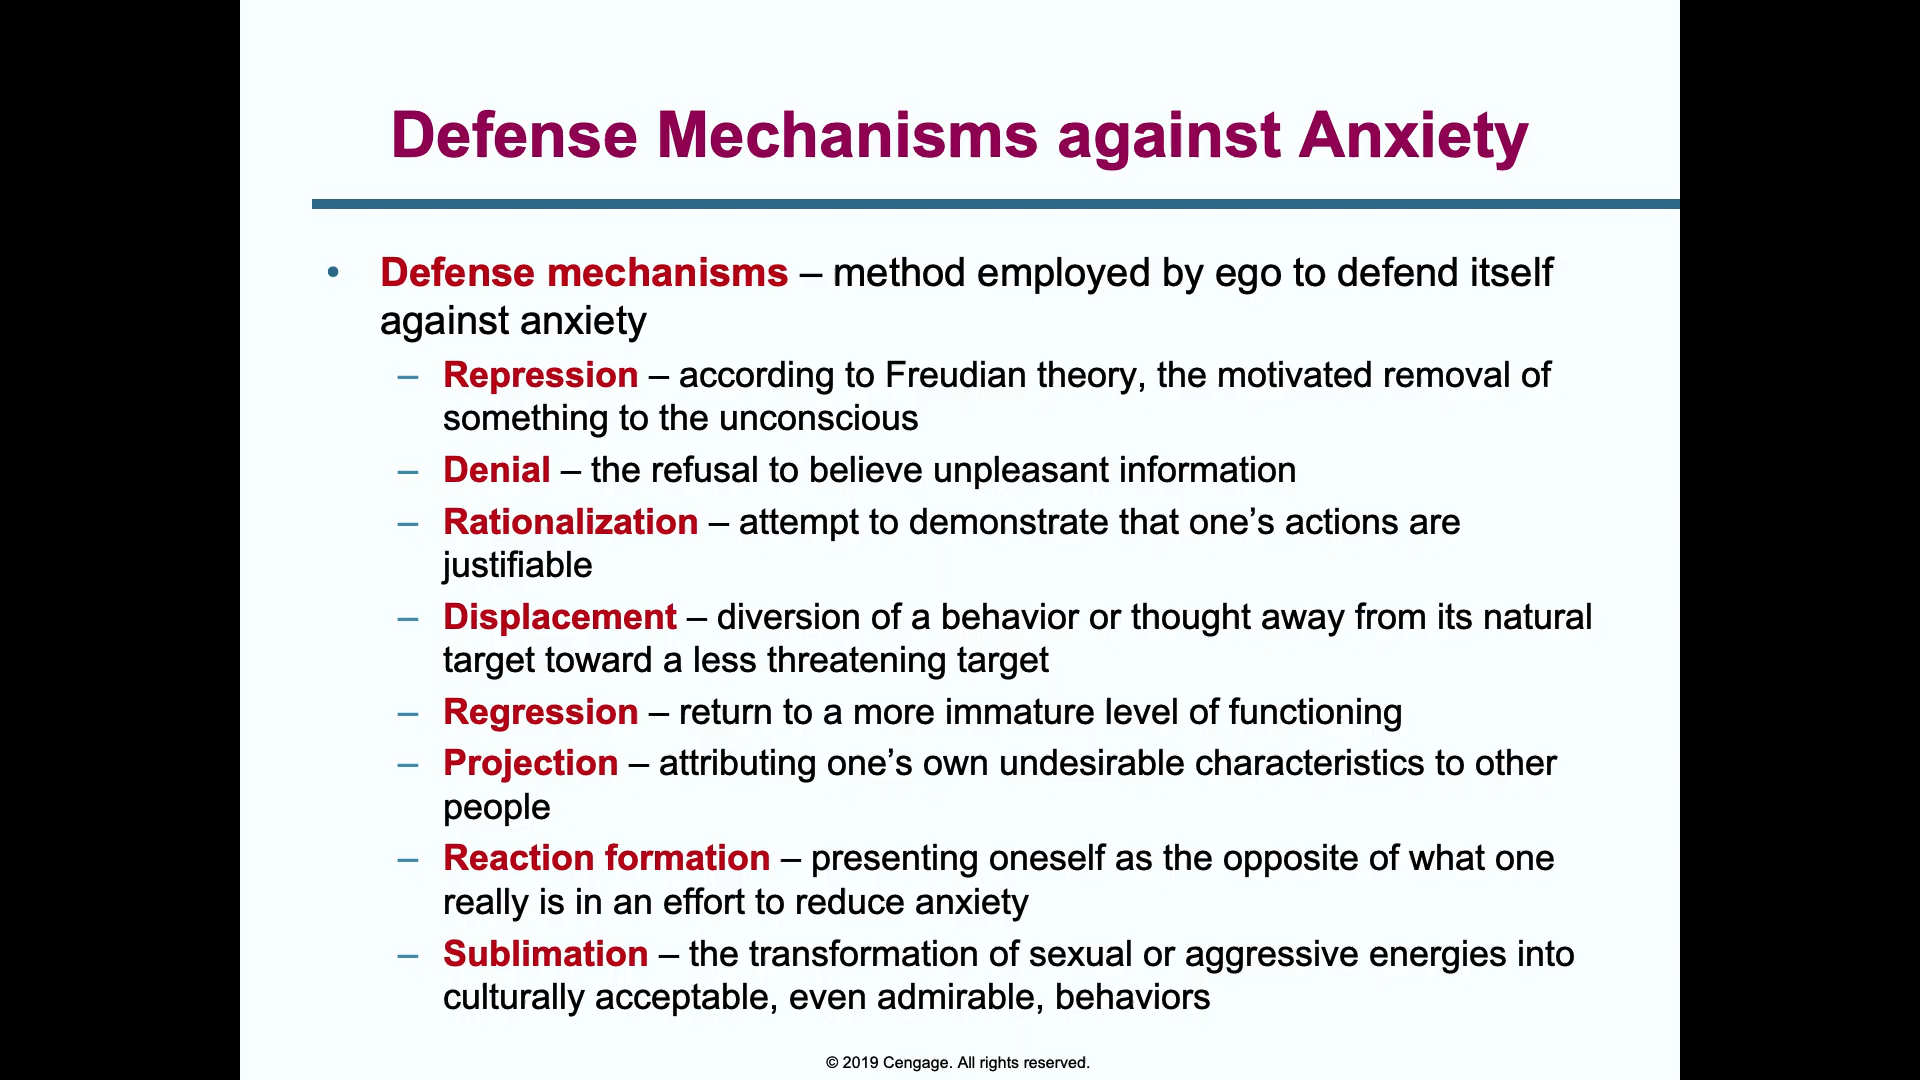 Defense Mechanisms against Anxiety
• Defense mechanisms – method employed by ego to defend itself
against anxiety
– Repression – according to Freudian theory, the motivated removal of
something to the unconscious
– Denial – the refusal to believe unpleasant information
– Rationalization – attempt to demonstrate that one’s actions are
justifiable
– Displacement – diversion of a behavior or thought away from its natural
target toward a less threatening target
– Regression – return to a more immature level of functioning
– Projection – attributing one’s own undesirable characteristics to other
people
– Reaction formation – presenting oneself as the opposite of what one
really is in an effort to reduce anxiety
– Sublimation – the transformation of sexual or aggressive energies into
culturally acceptable, even admirable, behaviors
© 2019 Cengage. All rights reserved.